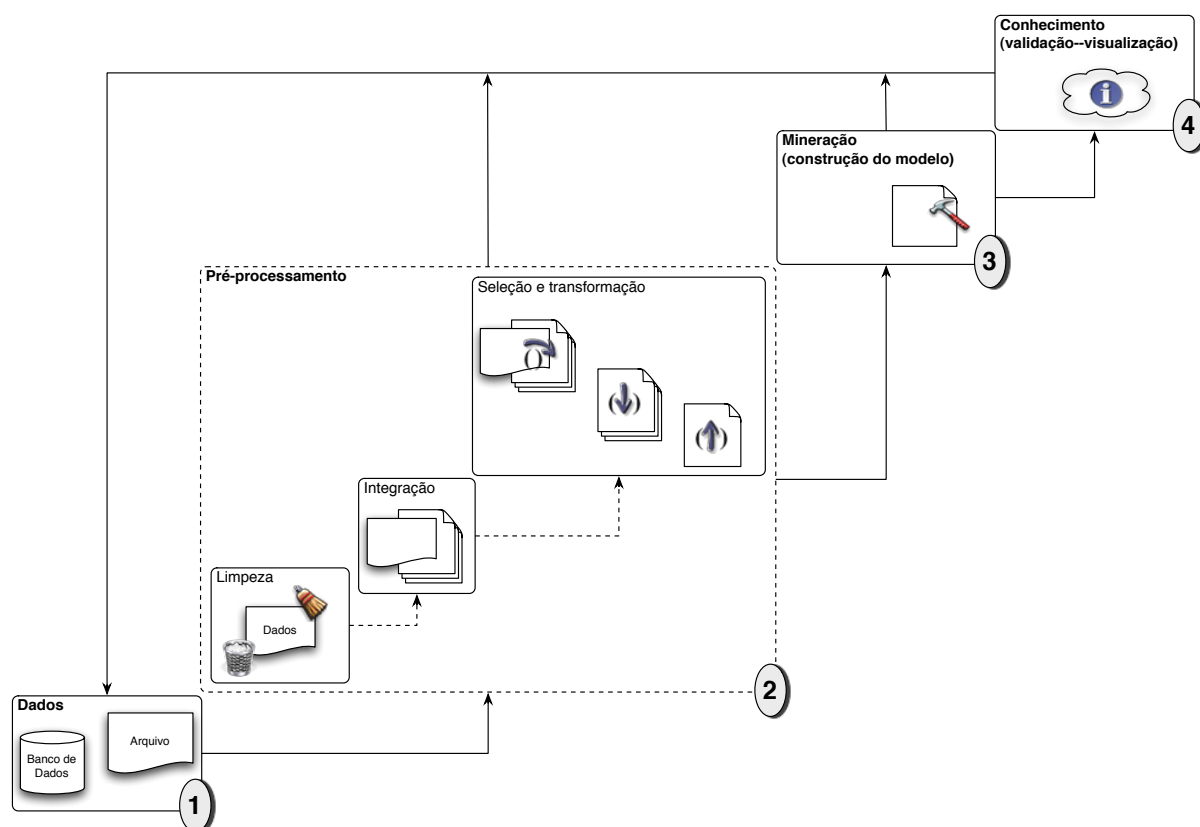 Conhecimento
(validação--visualização)
4
Mineração
(construção do modelo)
3
Pré-processamento
Seleção e transformação
()
()
()
Integração
Limpeza
Dados
2
Dados
Arquivo
Banco de
Dados
1